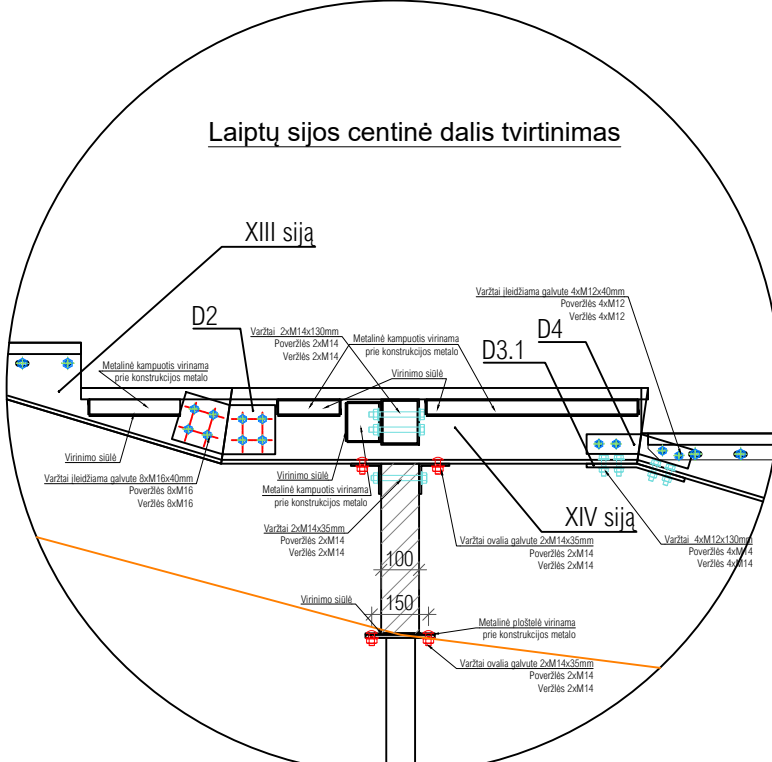 Laiptų sijos centinė dalis tvirtinimas
XIII siją
D2
Varžtai  2xM14x130mm
Poveržlės 2xM14
Veržlės 2xM14
Metalinė kampuotis virinama
prie konstrukcijos metalo
Virinimo siūlė
Varžtai įleidžiama galvute 4xM12x40mm
Poveržlės 4xM12
Veržlės 4xM12
D4
D3.1
Metalinė kampuotis virinama
prie konstrukcijos metalo
Virinimo siūlė
Varžtai įleidžiama galvute 8xM16x40mm
Poveržlės 8xM16
Veržlės 8xM16
Virinimo siūlė
Metalinė kampuotis virinama
prie konstrukcijos metalo
XIV siją
Varžtai 2xM14x35mm
Poveržlės 2xM14
Veržlės 2xM14
Varžtai ovalia galvute 2xM14x35mm
Poveržlės 2xM14
Veržlės 2xM14
Varžtai  4xM12x130mm
Poveržlės 4xM14
Veržlės 4xM14
100
150
Virinimo siūlė
Metalinė ploštelė virinama
prie konstrukcijos metalo
Varžtai ovalia galvute 2xM14x35mm
Poveržlės 2xM14
Veržlės 2xM14